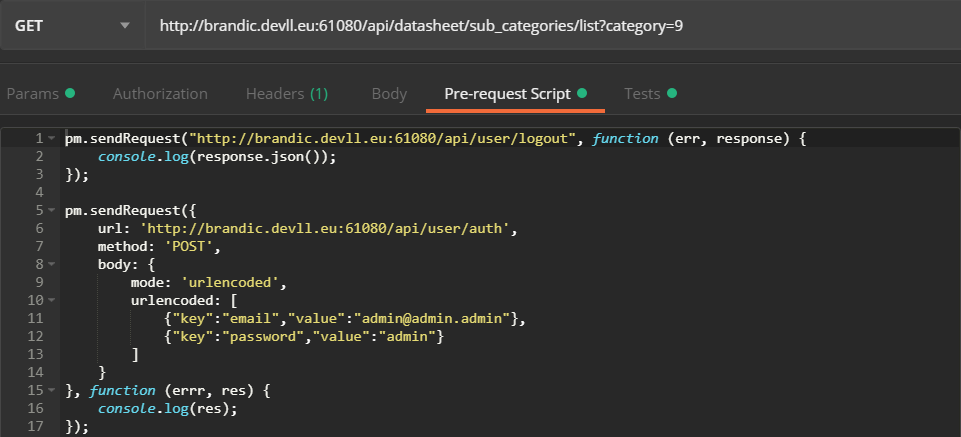 GET http://brandic.devll.eu:61080/api/datasheet/sub_categories/list?category=9
Params Authorization Headers (1) Body Pre-request Script Tests
1 pm.sendRequest("http://brandic.devll.eu:61080/api/user/logout", function (err, response) {
2     console.log(response.json());
3 });
4
5 pm.sendRequest({
6     url: 'http://brandic.devll.eu:61080/api/user/auth',
7     method: 'POST',
8     body: {
9         mode: 'urlencoded',
10         urlencoded: [
11             {"key":"email","value":"admin@admin.admin"},
12             {"key":"password","value":"admin"}
13         ]
14     }
15 }, function (errr, res) {
16     console.log(res);
17 });